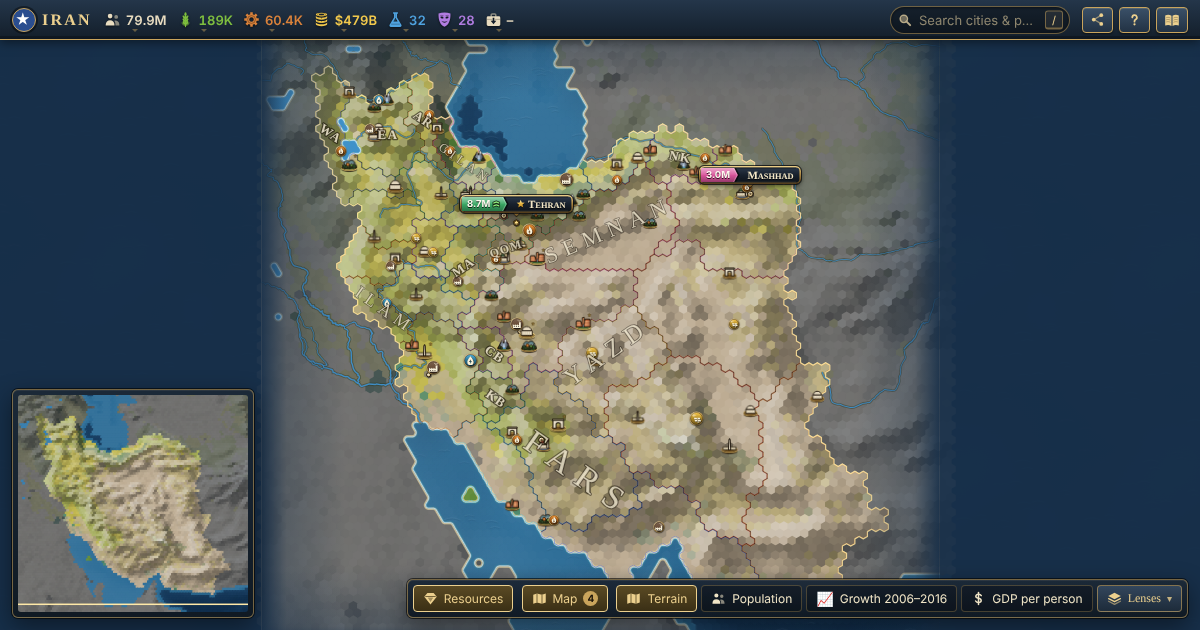 IRAN 79.9M 189K 60.4K $479B 32 28 –
Search cities & p... /
?
WA
EA
AR
GILAN
NK
3.0M MASHHAD
8.7M TEHRAN
SEMNAN
QOM
MA
ILAM
YAZD
CB
KB
FARS
Resources
Map 4
Terrain
Population
Growth 2006–2016
$ GDP per person
Lenses